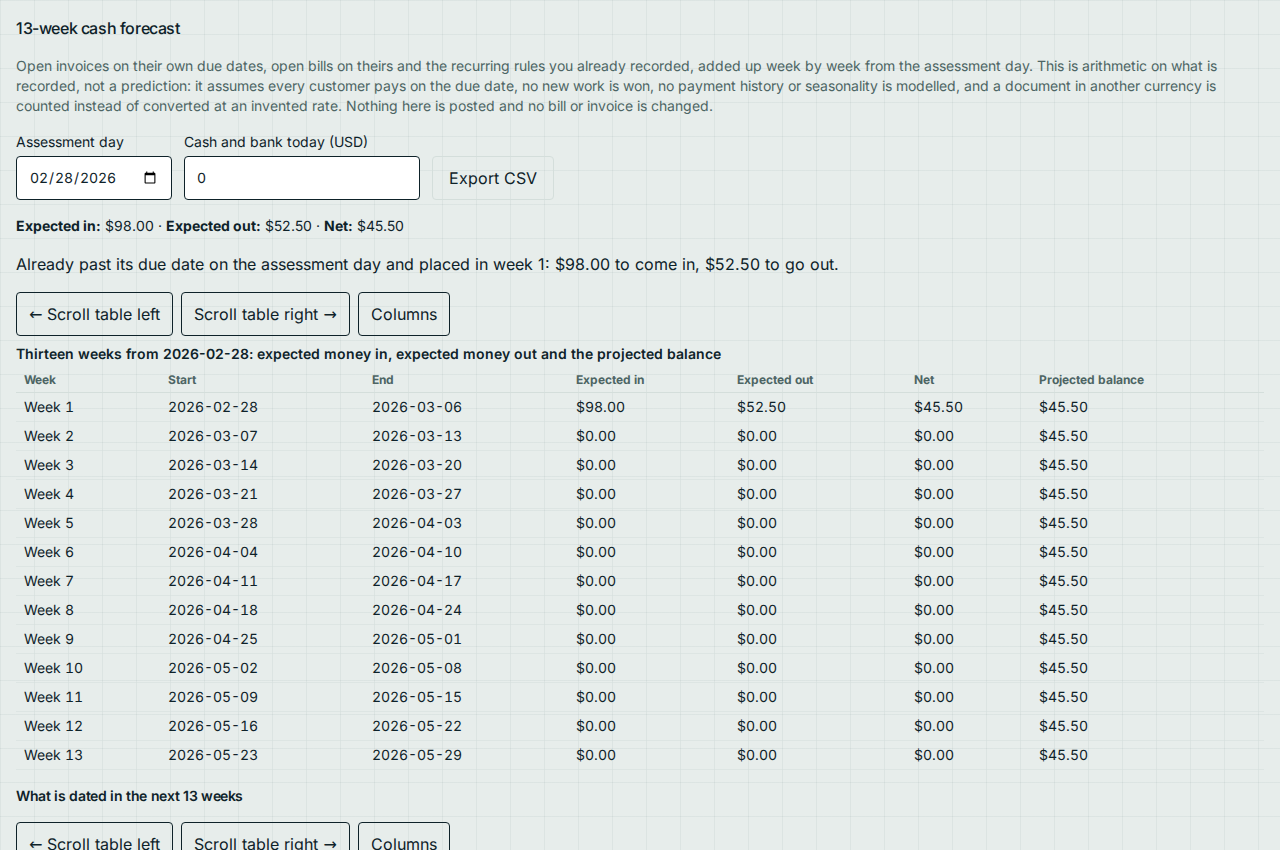 13-week cash forecast
Open invoices on their own due dates, open bills on theirs and the recurring rules you already recorded, added up week by week from the assessment day. This is arithmetic on what is
recorded, not a prediction: it assumes every customer pays on the due date, no new work is won, no payment history or seasonality is modelled, and a document in another currency is
counted instead of converted at an invented rate. Nothing here is posted and no bill or invoice is changed.
Assessment day Cash and bank today (USD)
02/28/2026 0 Export CSV
Expected in: $98.00 · Expected out: $52.50 · Net: $45.50
Already past its due date on the assessment day and placed in week 1: $98.00 to come in, $52.50 to go out.
← Scroll table left Scroll table right → Columns
Thirteen weeks from 2026-02-28: expected money in, expected money out and the projected balance
Week Start End Expected in Expected out Net Projected balance
Week 1 2026-02-28 2026-03-06 $98.00 $52.50 $45.50 $45.50
Week 2 2026-03-07 2026-03-13 $0.00 $0.00 $0.00 $45.50
Week 3 2026-03-14 2026-03-20 $0.00 $0.00 $0.00 $45.50
Week 4 2026-03-21 2026-03-27 $0.00 $0.00 $0.00 $45.50
Week 5 2026-03-28 2026-04-03 $0.00 $0.00 $0.00 $45.50
Week 6 2026-04-04 2026-04-10 $0.00 $0.00 $0.00 $45.50
Week 7 2026-04-11 2026-04-17 $0.00 $0.00 $0.00 $45.50
Week 8 2026-04-18 2026-04-24 $0.00 $0.00 $0.00 $45.50
Week 9 2026-04-25 2026-05-01 $0.00 $0.00 $0.00 $45.50
Week 10 2026-05-02 2026-05-08 $0.00 $0.00 $0.00 $45.50
Week 11 2026-05-09 2026-05-15 $0.00 $0.00 $0.00 $45.50
Week 12 2026-05-16 2026-05-22 $0.00 $0.00 $0.00 $45.50
Week 13 2026-05-23 2026-05-29 $0.00 $0.00 $0.00 $45.50
What is dated in the next 13 weeks
← Scroll table left Scroll table right → Columns